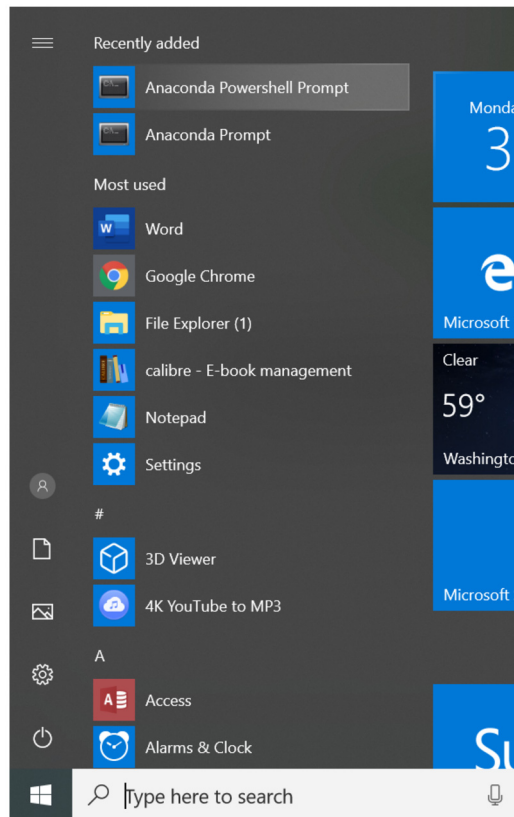 Recently added
Anaconda Powershell Prompt
Anaconda Prompt
Most used
Word
Google Chrome
File Explorer (1)
calibre - E-book management
Notepad
Settings
#
3D Viewer
4K YouTube to MP3
A
Access
Alarms & Clock
Type here to search
Monda
3
Microsoft
Clear
59°
Washingto
Microsoft
Su